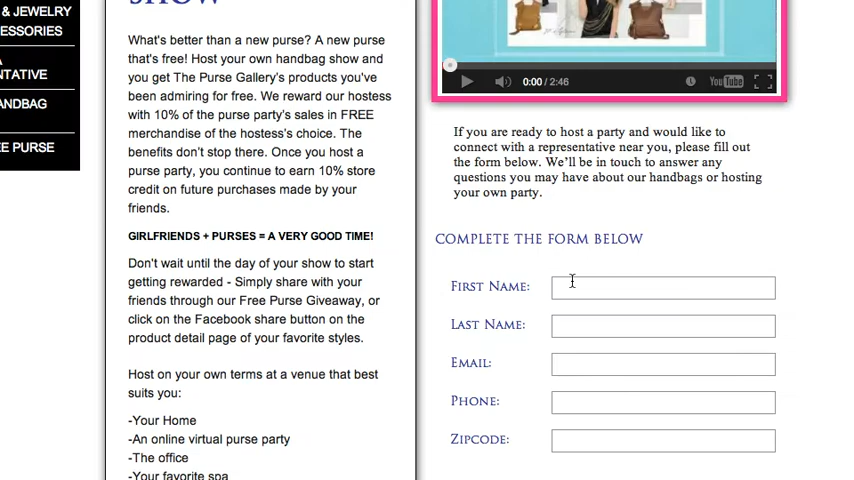 & JEWELRY
SHOW
What's better than a new purse? A new purse
that's free! Host your own handbag show and
you get The Purse Gallery's products you've
been admiring for free. We reward our hostess
with 10% of the purse party's sales in FREE
merchandise of the hostess's choice. The
benefits don't stop there. Once you host a
purse party, you continue to earn 10% store
credit on future purchases made by your
friends.
GIRLFRIENDS + PURSES = A VERY GOOD TIME!
Don't wait until the day of your show to start
getting rewarded - Simply share with your
friends through our Free Purse Giveaway, or
click on the Facebook share button on the
product detail page of your favorite styles.
Host on your own terms at a venue that best
suits you:
-Your Home
-An online virtual purse party
-The office
-Your favorite spa
0:00 / 2:46
YouTube
If you are ready to host a party and would like to
connect with a representative near you, please fill out
the form below. We'll be in touch to answer any
questions you may have about our handbags or hosting
your own party.
COMPLETE THE FORM BELOW
FIRST NAME:
LAST NAME:
EMAIL:
PHONE:
ZIPCODE: